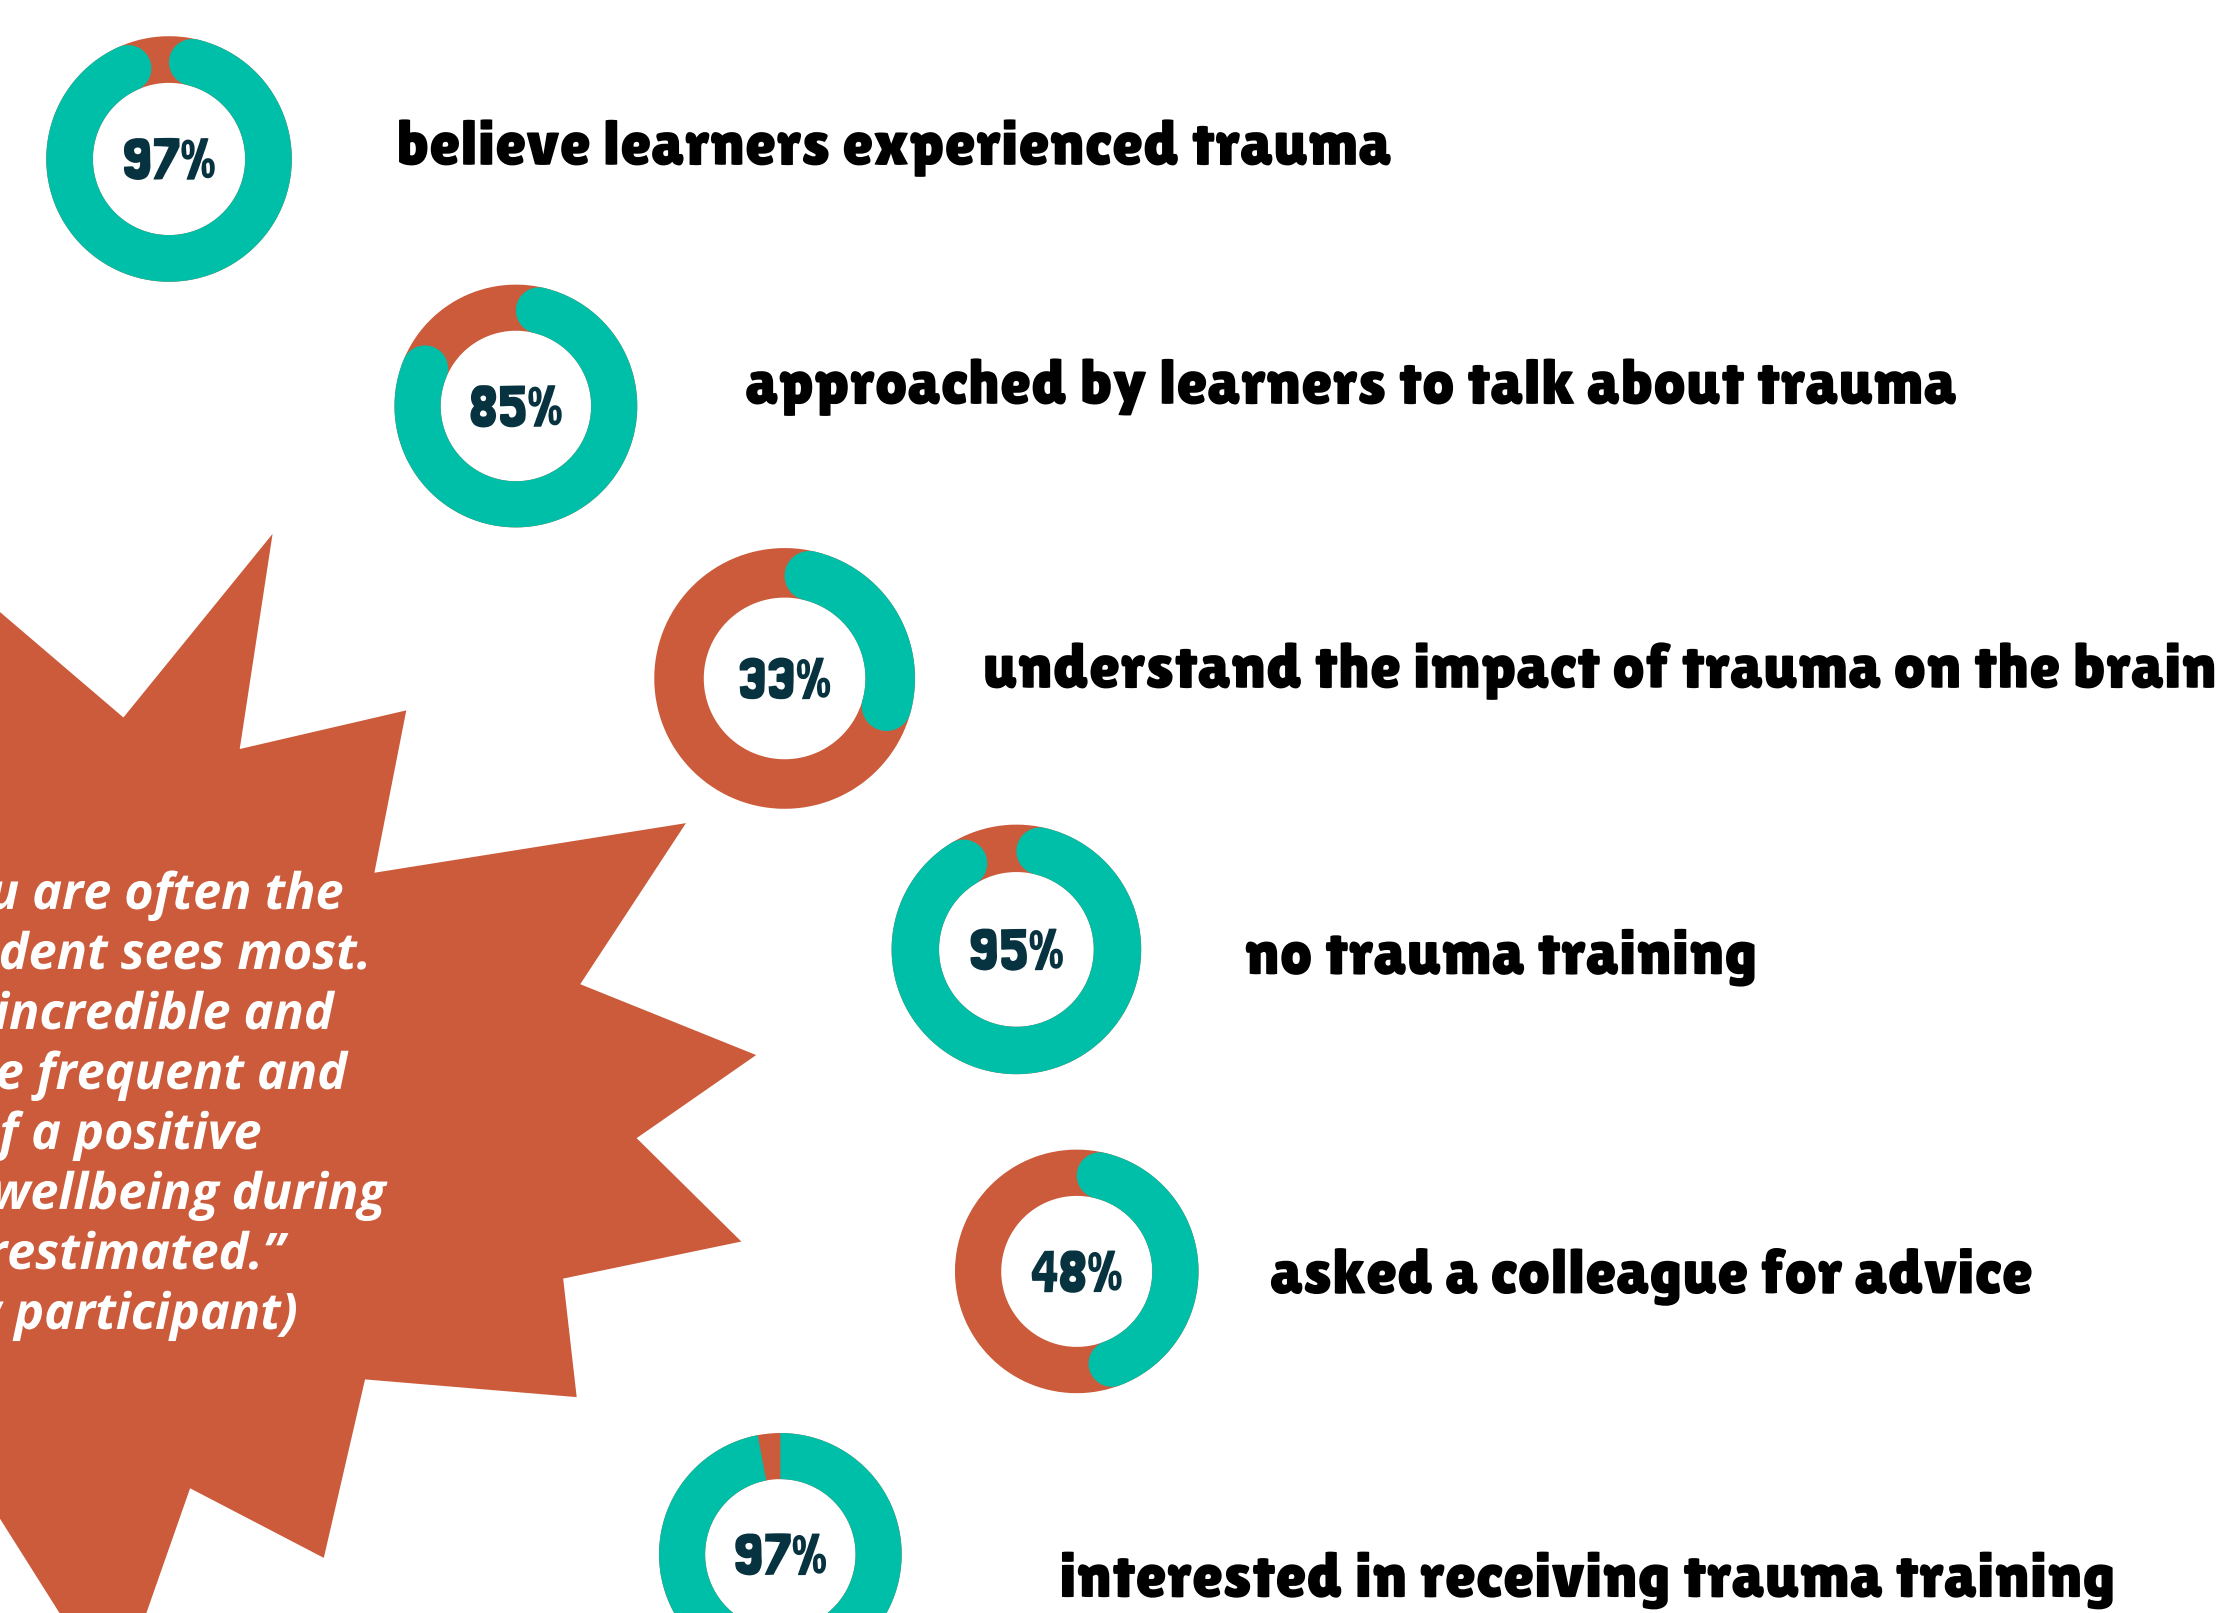 97%
believe learners experienced trauma
85%
approached by learners to talk about trauma
33%
understand the impact of trauma on the brain
are often the
sees most.
incredible and
frequent and
a positive
wellbeing during
participant)
95%
no trauma training
48%
asked a colleague for advice
97%
interested in receiving trauma training